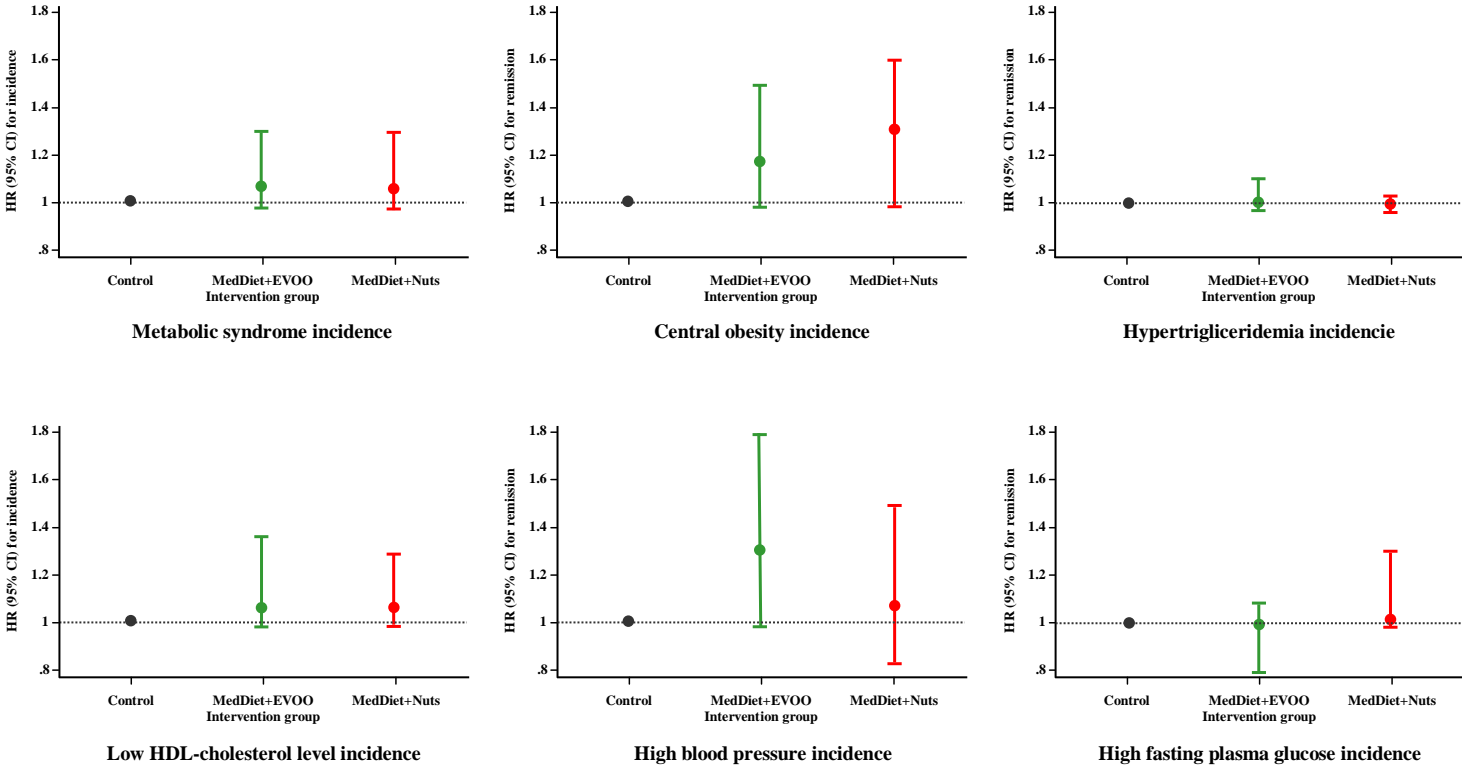 HR (95% CI) for incidence
1.8
1.6
1.4
1.2
1
.8
Control
MedDiet+EVOO
MedDiet+Nuts
Intervention group
Metabolic syndrome incidence
HR (95% CI) for remission
1.8
1.6
1.4
1.2
1
.8
Control
MedDiet+EVOO
MedDiet+Nuts
Intervention group
Central obesity incidence
HR (95% CI) for remission
1.8
1.6
1.4
1.2
1
.8
Control
MedDiet+EVOO
MedDiet+Nuts
Intervention group
Hypertrigliceridemia incidencie
HR (95% CI) for incidence
1.8
1.6
1.4
1.2
1
.8
Control
MedDiet+EVOO
MedDiet+Nuts
Intervention group
Low HDL-cholesterol level incidence
HR (95% CI) for remission
1.8
1.6
1.4
1.2
1
.8
Control
MedDiet+EVOO
MedDiet+Nuts
Intervention group
High blood pressure incidence
HR (95% CI) for remission
1.8
1.6
1.4
1.2
1
.8
Control
MedDiet+EVOO
MedDiet+Nuts
Intervention group
High fasting plasma glucose incidence